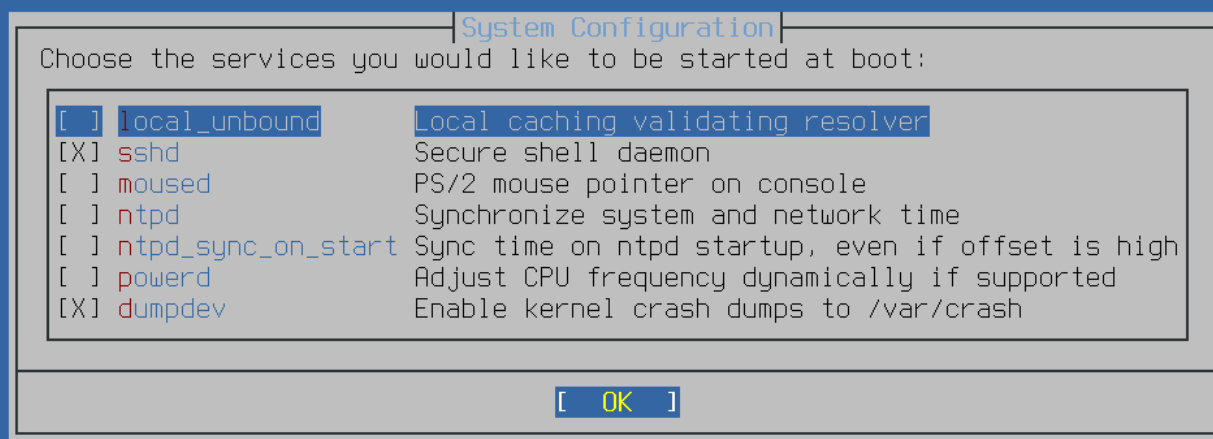 System Configuration
Choose the services you would like to be started at boot:
[ ] local_unbound Local caching validating resolver
[X] sshd Secure shell daemon
[ ] moused PS/2 mouse pointer on console
[ ] ntpd Synchronize system and network time
[ ] ntpd_sync_on_start Sync time on ntpd startup, even if offset is high
[ ] powerd Adjust CPU frequency dynamically if supported
[X] dumpdev Enable kernel crash dumps to /var/crash
[ OK ]